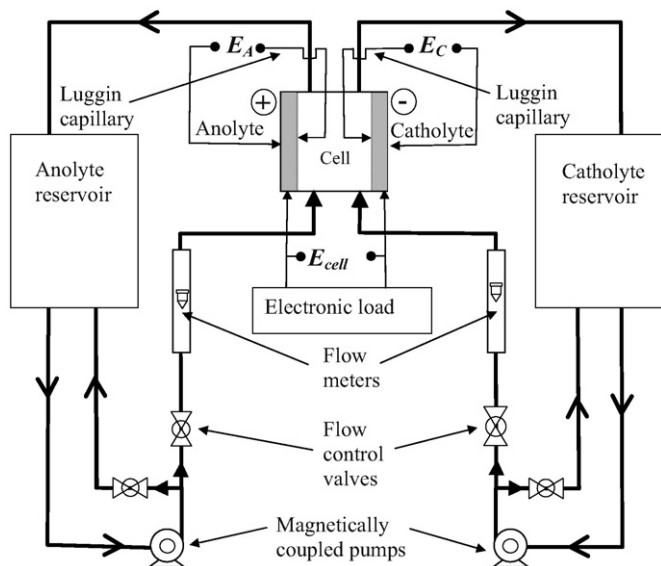 E_A
E_C
Luggin
capillary
Luggin
capillary
+
-
Anolyte
Catholyte
Cell
Anolyte
reservoir
Catholyte
reservoir
E_cell
Electronic load
Flow
meters
Flow
control
valves
Magnetically
coupled pumps